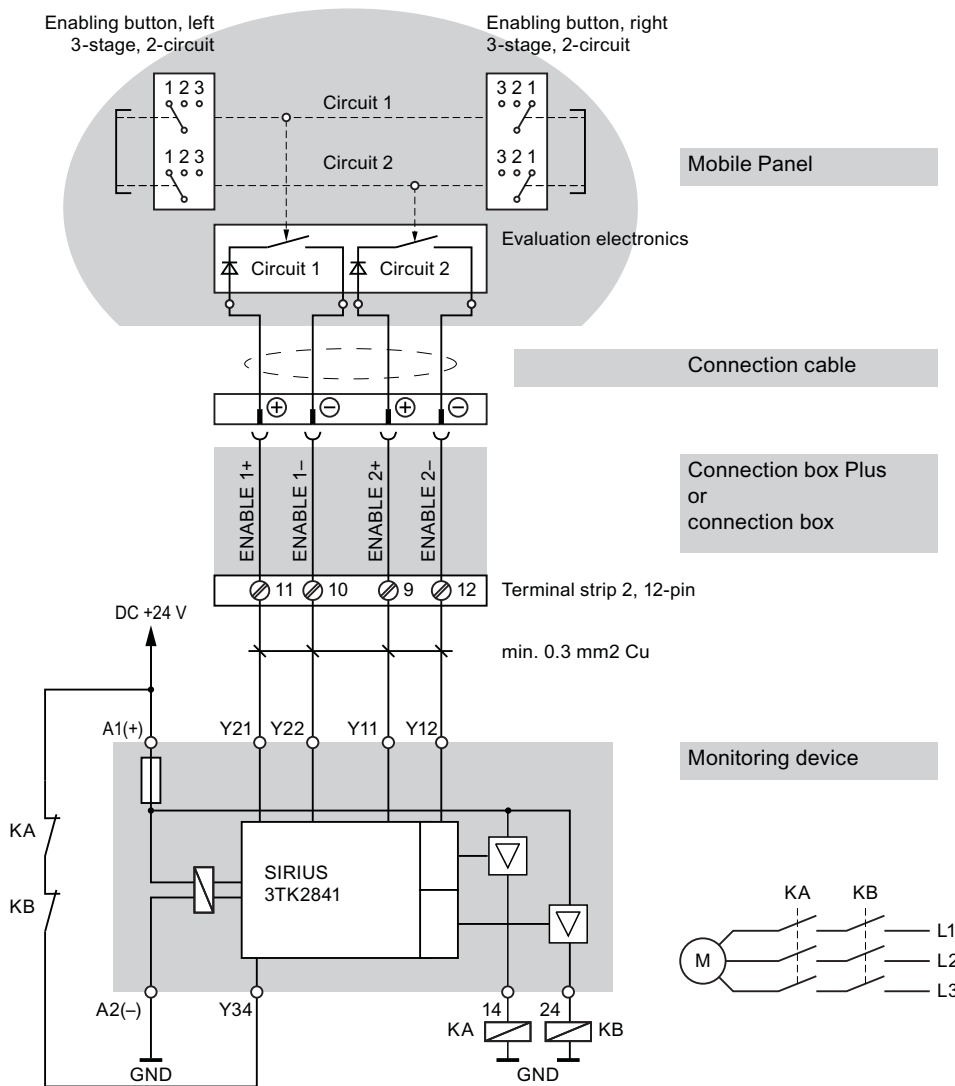 Enabling button, left
3-stage, 2-circuit
Enabling button, right
3-stage, 2-circuit
1 2 3
3 2 1
Circuit 1
1 2 3
3 2 1
Circuit 2
Mobile Panel
Evaluation electronics
Circuit 1
Circuit 2
Connection cable
+ – + –
ENABLE 1+
ENABLE 1–
ENABLE 2+
ENABLE 2–
Connection box Plus
or
connection box
11 10 9 12
Terminal strip 2, 12-pin
DC +24 V
min. 0.3 mm2 Cu
A1(+)
Y21 Y22 Y11 Y12
Monitoring device
KA
KB
SIRIUS
3TK2841
KA KB
M
L1
L2
L3
A2(–)
Y34
14
24
KA
KB
GND
GND